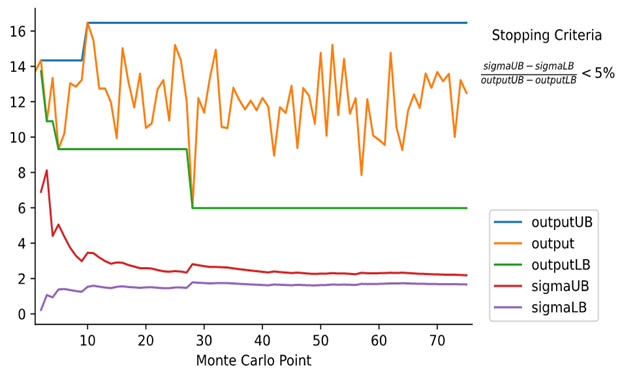 16
14
12
10
8
6
4
2
0
10 20 30 40 50 60 70
Monte Carlo Point
Stopping Criteria
sigmaUB − sigmaLB
outputUB − outputLB
< 5%
outputUB
output
outputLB
sigmaUB
sigmaLB